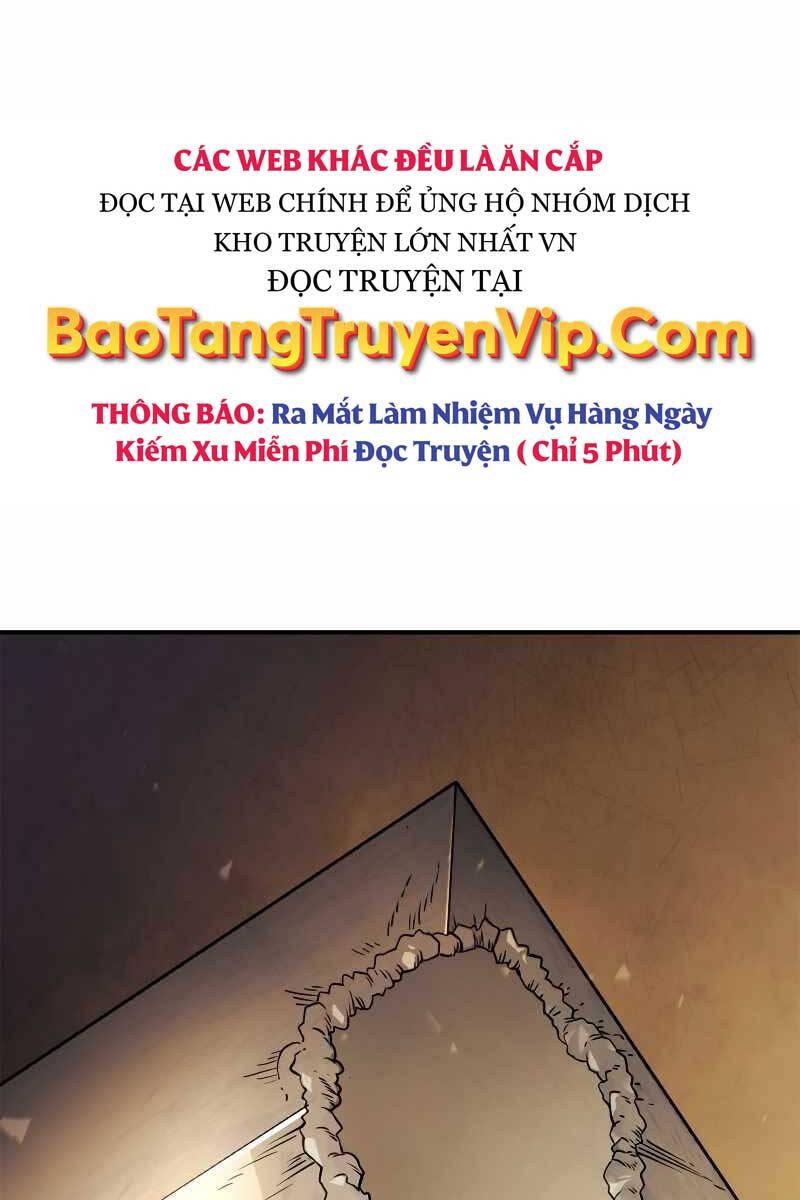 CÁC WEB KHÁC ĐỀU LÀ ĂN CẮP
ĐỌC TẠI WEB CHÍNH ĐỂ ỦNG HỘ NHÓM DỊCH
KHO TRUYỆN LỚN NHẤT VN
ĐỌC TRUYỆN TẠI
BaoTangTruyenVip.Com
THÔNG BÁO: Ra Mắt Làm Nhiệm Vụ Hàng Ngày
Kiếm Xu Miễn Phí Đọc Truyện ( Chỉ 5 Phút)